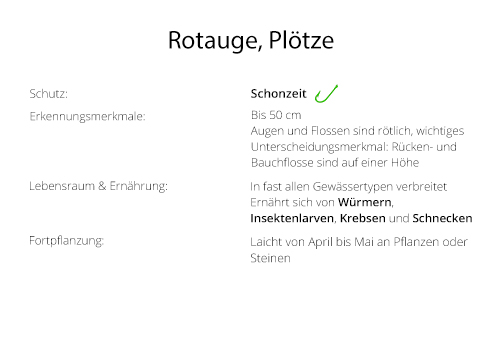 Rotauge, Plötze
Schutz:
Schonzeit
Erkennungsmerkmale:
Bis 50 cm
Augen und Flossen sind rötlich, wichtiges
Unterscheidungsmerkmal: Rücken- und
Bauchflosse sind auf einer Höhe
Lebensraum & Ernährung:
In fast allen Gewässertypen verbreitet
Ernährt sich von Würmern,
Insektenlarven, Krebsen und Schnecken
Fortpflanzung:
Laicht von April bis Mai an Pflanzen oder
Steinen